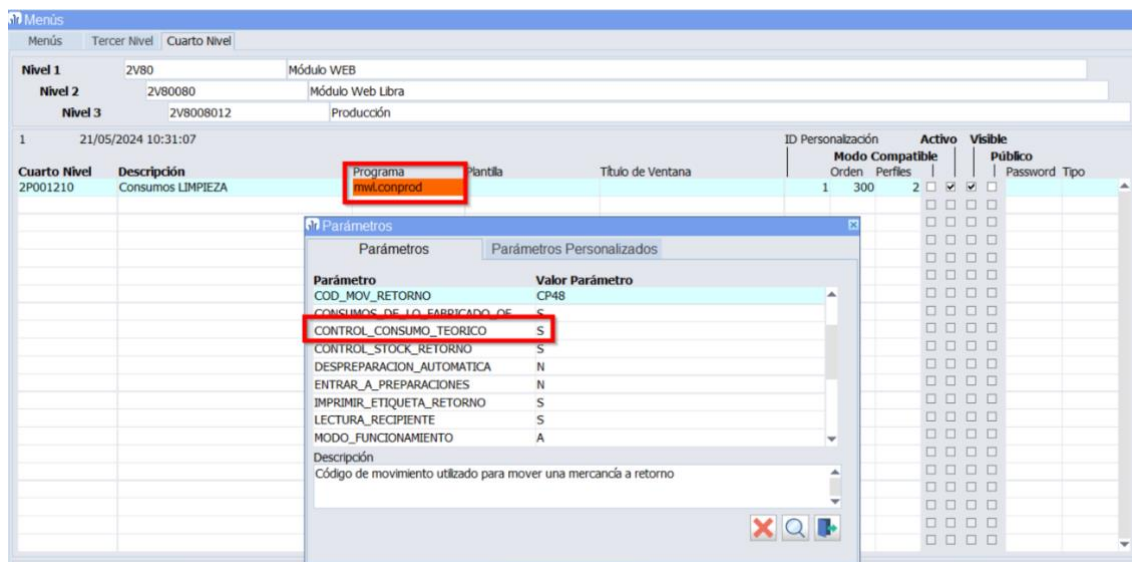 Menús
Menús Tercer Nivel Cuarto Nivel
Nivel 1 2V80 Módulo WEB
Nivel 2 2V80080 Módulo Web Libra
Nivel 3 2V8008012 Producción
1 21/05/2024 10:31:07 ID Personalización Activo Visible
Modo Compatible Público
Cuarto Nivel Descripción Programa Plantilla Título de Ventana Orden Perfiles Password Tipo
2P001210 Consumos LIMPIEZA mwl.conprod 1 300 2
Parámetros
Parámetros Parámetros Personalizados
Parámetro Valor Parámetro
COD_MOV_RETORNO CP48
CONSUMOS_DE_LO_FABRICADO_OF S
CONTROL_CONSUMO_TEORICO S
CONTROL_STOCK_RETORNO S
DESPREPARACION_AUTOMATICA N
ENTRAR_A_PREPARACIONES N
IMPRIMIR_ETIQUETA_RETORNO S
LECTURA_RECIPIENTE S
MODO_FUNCIONAMIENTO A
Descripción
Código de movimiento utilizado para mover una mercancía a retorno